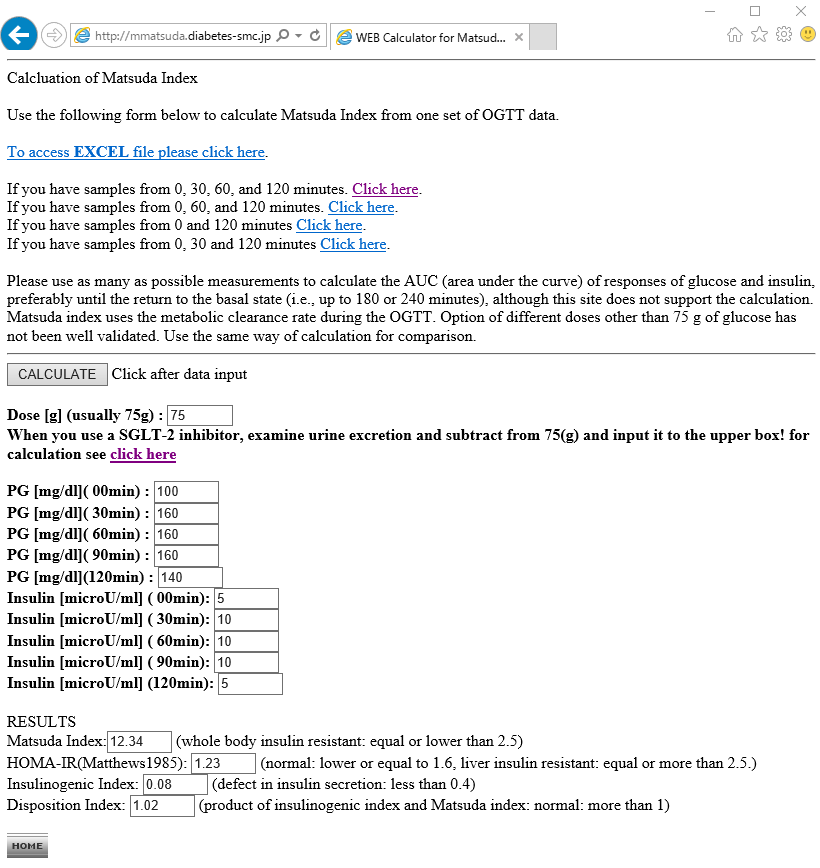 http://mmatsuda.diabetes-smc.jp
WEB Calculator for Matsud...
Calcluation of Matsuda Index
Use the following form below to calculate Matsuda Index from one set of OGTT data.
To access EXCEL file please click here.
If you have samples from 0, 30, 60, and 120 minutes. Click here.
If you have samples from 0, 60, and 120 minutes. Click here.
If you have samples from 0 and 120 minutes Click here.
If you have samples from 0, 30 and 120 minutes Click here.
Please use as many as possible measurements to calculate the AUC (area under the curve) of responses of glucose and insulin,
preferably until the return to the basal state (i.e., up to 180 or 240 minutes), although this site does not support the calculation.
Matsuda index uses the metabolic clearance rate during the OGTT. Option of different doses other than 75 g of glucose has
not been well validated. Use the same way of calculation for comparison.
CALCULATE Click after data input
Dose [g] (usually 75g) : 75
When you use a SGLT-2 inhibitor, examine urine excretion and subtract from 75(g) and input it to the upper box! for
calculation see click here
PG [mg/dl]( 00min) : 100
PG [mg/dl]( 30min) : 160
PG [mg/dl]( 60min) : 160
PG [mg/dl]( 90min) : 160
PG [mg/dl](120min) : 140
Insulin [microU/ml] ( 00min): 5
Insulin [microU/ml] ( 30min): 10
Insulin [microU/ml] ( 60min): 10
Insulin [microU/ml] ( 90min): 10
Insulin [microU/ml] (120min): 5
RESULTS
Matsuda Index: 12.34 (whole body insulin resistant: equal or lower than 2.5)
HOMA-IR(Matthews1985): 1.23 (normal: lower or equal to 1.6, liver insulin resistant: equal or more than 2.5.)
Insulinogenic Index: 0.08 (defect in insulin secretion: less than 0.4)
Disposition Index: 1.02 (product of insulinogenic index and Matsuda index: normal: more than 1)
HOME